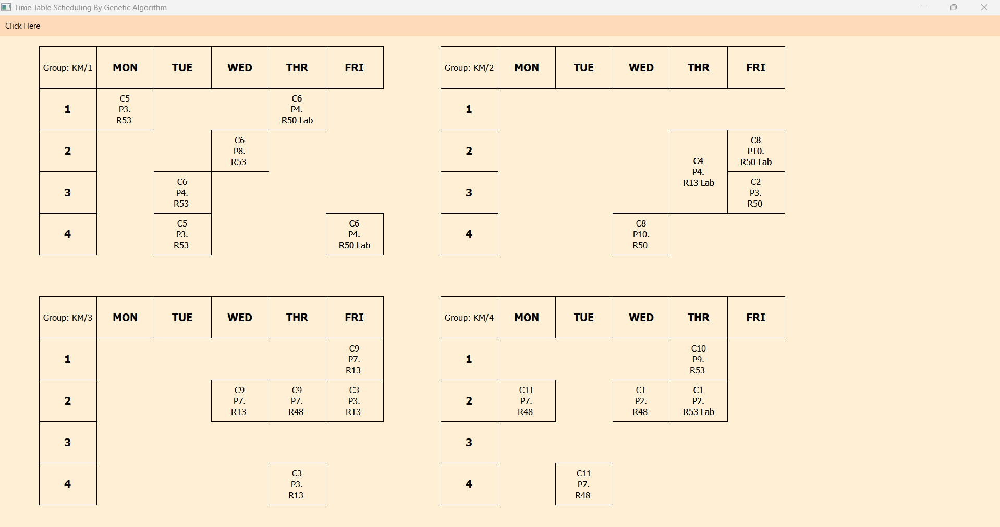 Time Table Scheduling By Genetic Algorithm
Click Here
Group: KM/1 MON TUE WED THR FRI
1
C5
P3.
R53
C6
P4.
R50 Lab
2
C6
P8.
R53
3
C6
P4.
R53
4
C5
P3.
R53
C6
P4.
R50 Lab
Group: KM/2 MON TUE WED THR FRI
1
2
C4
P4.
R13 Lab
C8
P10.
R50 Lab
3
C2
P3.
R50
4
C8
P10.
R50
Group: KM/3 MON TUE WED THR FRI
1
C9
P7.
R13
2
C9
P7.
R13
C9
P7.
R48
C3
P3.
R13
3
4
C3
P3.
R13
Group: KM/4 MON TUE WED THR FRI
1
C10
P9.
R53
2
C11
P7.
R48
C1
P2.
R48
C1
P2.
R53 Lab
3
4
C11
P7.
R48